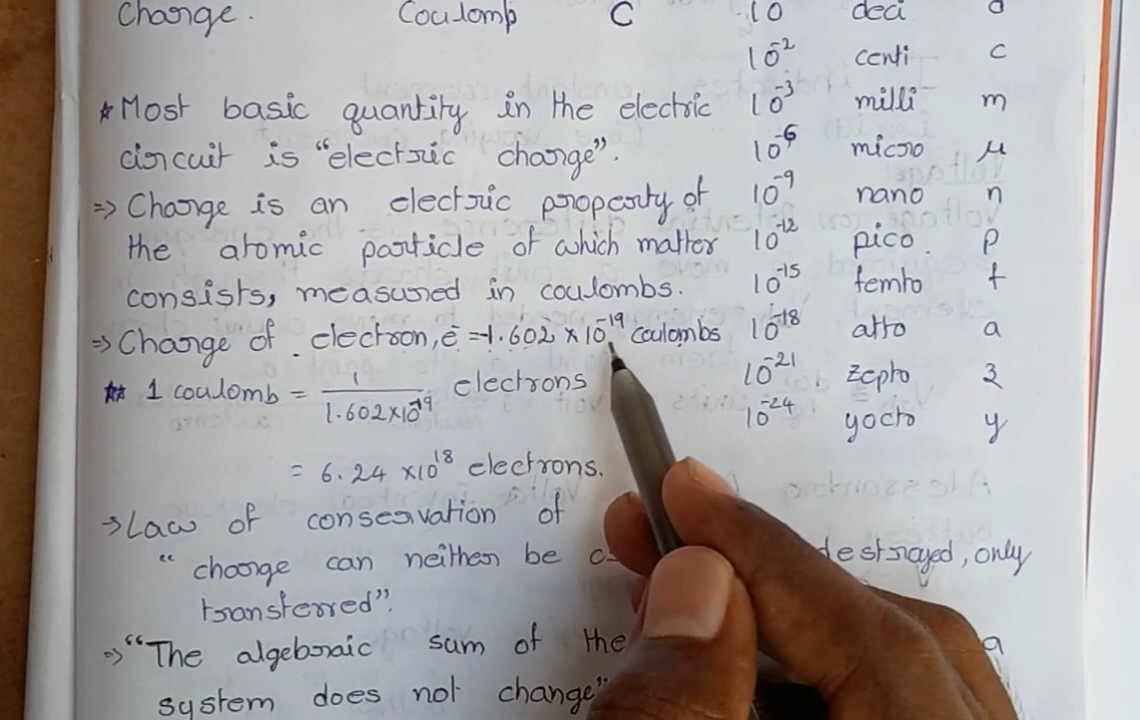 Charge. Coulomb C 10 deci d
10^-2 centi c
* Most basic quantity in the electric 10^-3 milli m
circuit is “electric charge”. 10^-6 micro μ
10^-9 nano n
=> Charge is an electric property of
the atomic particle of which matter 10^-12 pico p
consists, measured in coulombs. 10^-15 femto f
=> Charge of electron, ē = -1.602 × 10^-19 Coulombs 10^-18 atto a
** 1 coulomb = 1 / 1.602×10^-19 electrons 10^-21 zepto z
10^-24 yocto y
= 6.24 ×10^18 electrons.
→ Law of conservation of
“ charge can neither be destroyed, only
transferred”.
=> “The algebraic sum of the a
system does not change”